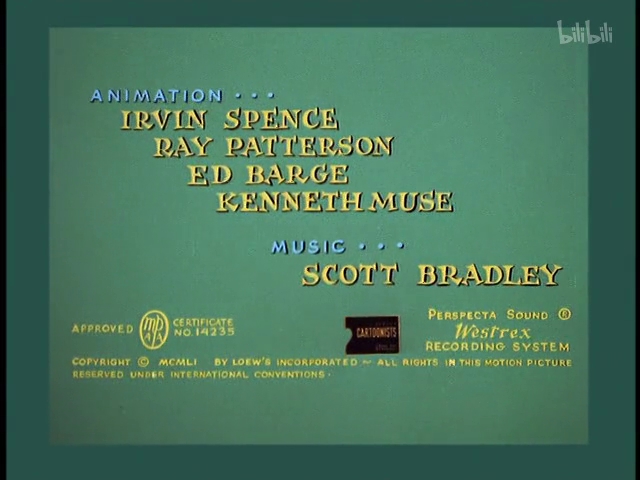 bilibili
ANIMATION · · ·
IRVIN SPENCE
RAY PATTERSON
ED BARGE
KENNETH MUSE
MUSIC · · ·
SCOTT BRADLEY
APPROVED
MPAA
CERTIFICATE
NO. 14235
CARTOONISTS
PERSPECTA SOUND ®
Westrex
RECORDING SYSTEM
COPYRIGHT © MCMLI BY LOEW'S INCORPORATED ~ ALL RIGHTS IN THIS MOTION PICTURE
RESERVED UNDER INTERNATIONAL CONVENTIONS ·